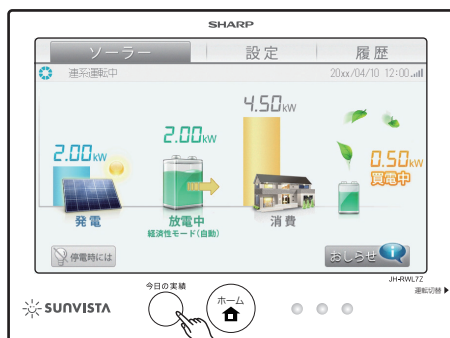 SHARP
ソーラー
設定
履歴
連系運転中
20xx/04/10 12:00
4.50kW
2.00kW
2.00kW
0.50kW
買電中
発電
放電中
消費
経済性モード(自動)
停電時には
おしらせ
JH-RWL7Z
運転切替
今日の実績
SUNVISTA
ホーム